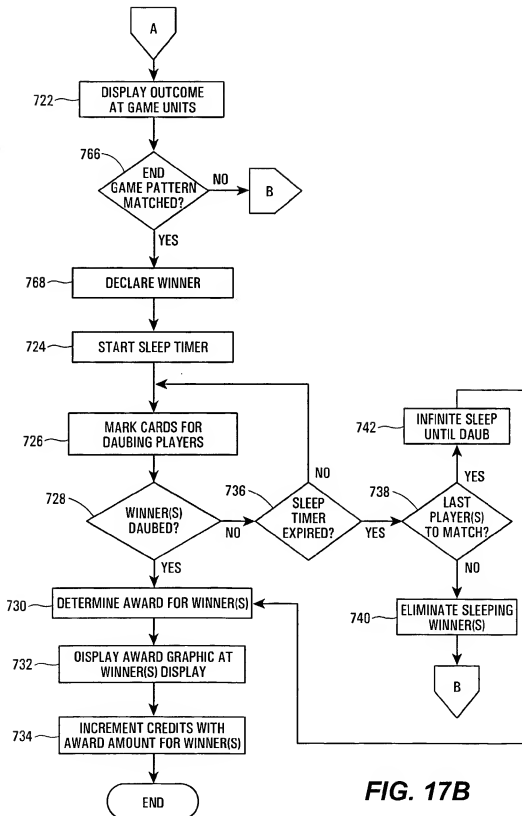 A
722
DISPLAY OUTCOME
AT GAME UNITS
766
END
GAME PATTERN
MATCHED?
NO
B
YES
768
DECLARE WINNER
724
START SLEEP TIMER
726
MARK CARDS FOR
DAUBING PLAYERS
742
INFINITE SLEEP
UNTIL DAUB
NO
YES
728
WINNER(S)
DAUBED?
NO
736
SLEEP
TIMER
EXPIRED?
YES
738
LAST
PLAYER(S)
TO MATCH?
YES
NO
730
DETERMINE AWARD FOR WINNER(S)
740
ELIMINATE SLEEPING
WINNER(S)
732
OISPLAY AWARD GRAPHIC AT
WINNER(S) DISPLAY
B
734
INCREMENT CREDITS WITH
AWARD AMOUNT FOR WINNER(S)
END
FIG. 17B